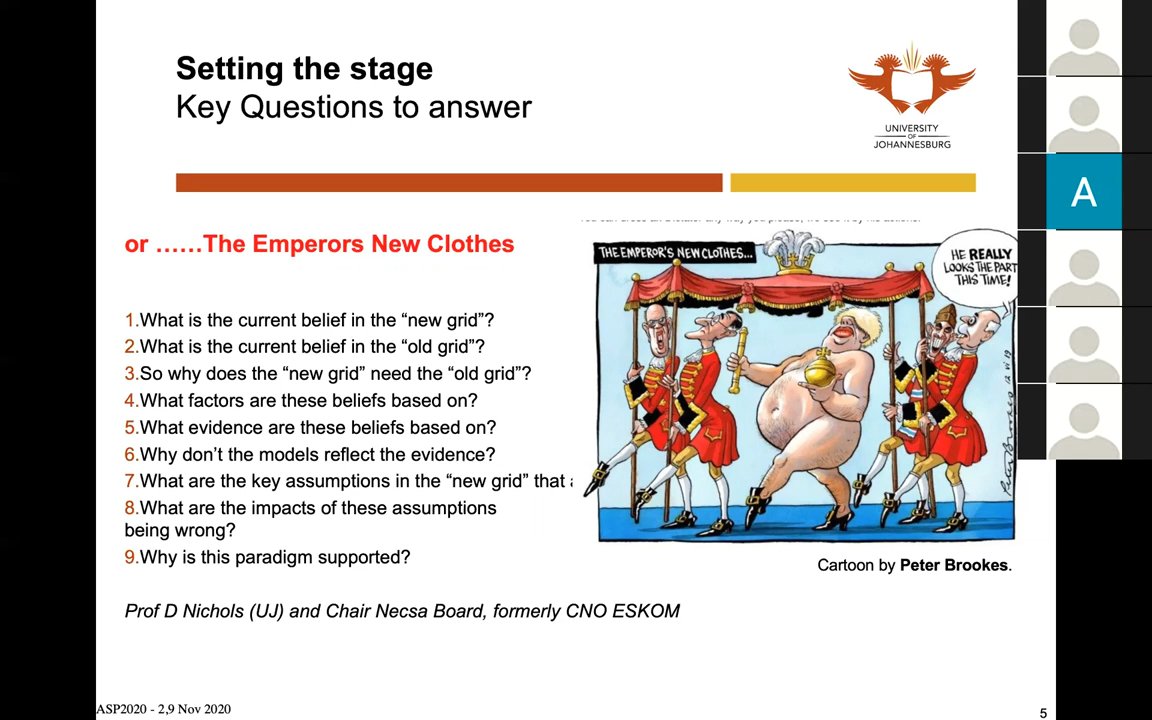 Setting the stage
Key Questions to answer
UNIVERSITY
OF
JOHANNESBURG
A
or ……The Emperors New Clothes
THE EMPEROR'S NEW CLOTHES...
HE REALLY
LOOKS THE PART
THIS TIME!
1.What is the current belief in the “new grid”?
2.What is the current belief in the “old grid”?
3.So why does the “new grid” need the “old grid”?
4.What factors are these beliefs based on?
5.What evidence are these beliefs based on?
6.Why don’t the models reflect the evidence?
7.What are the key assumptions in the “new grid” that
8.What are the impacts of these assumptions
being wrong?
9.Why is this paradigm supported?
Peter Brookes
Cartoon by Peter Brookes.
Prof D Nichols (UJ) and Chair Necsa Board, formerly CNO ESKOM
ASP2020 - 2,9 Nov 2020
5